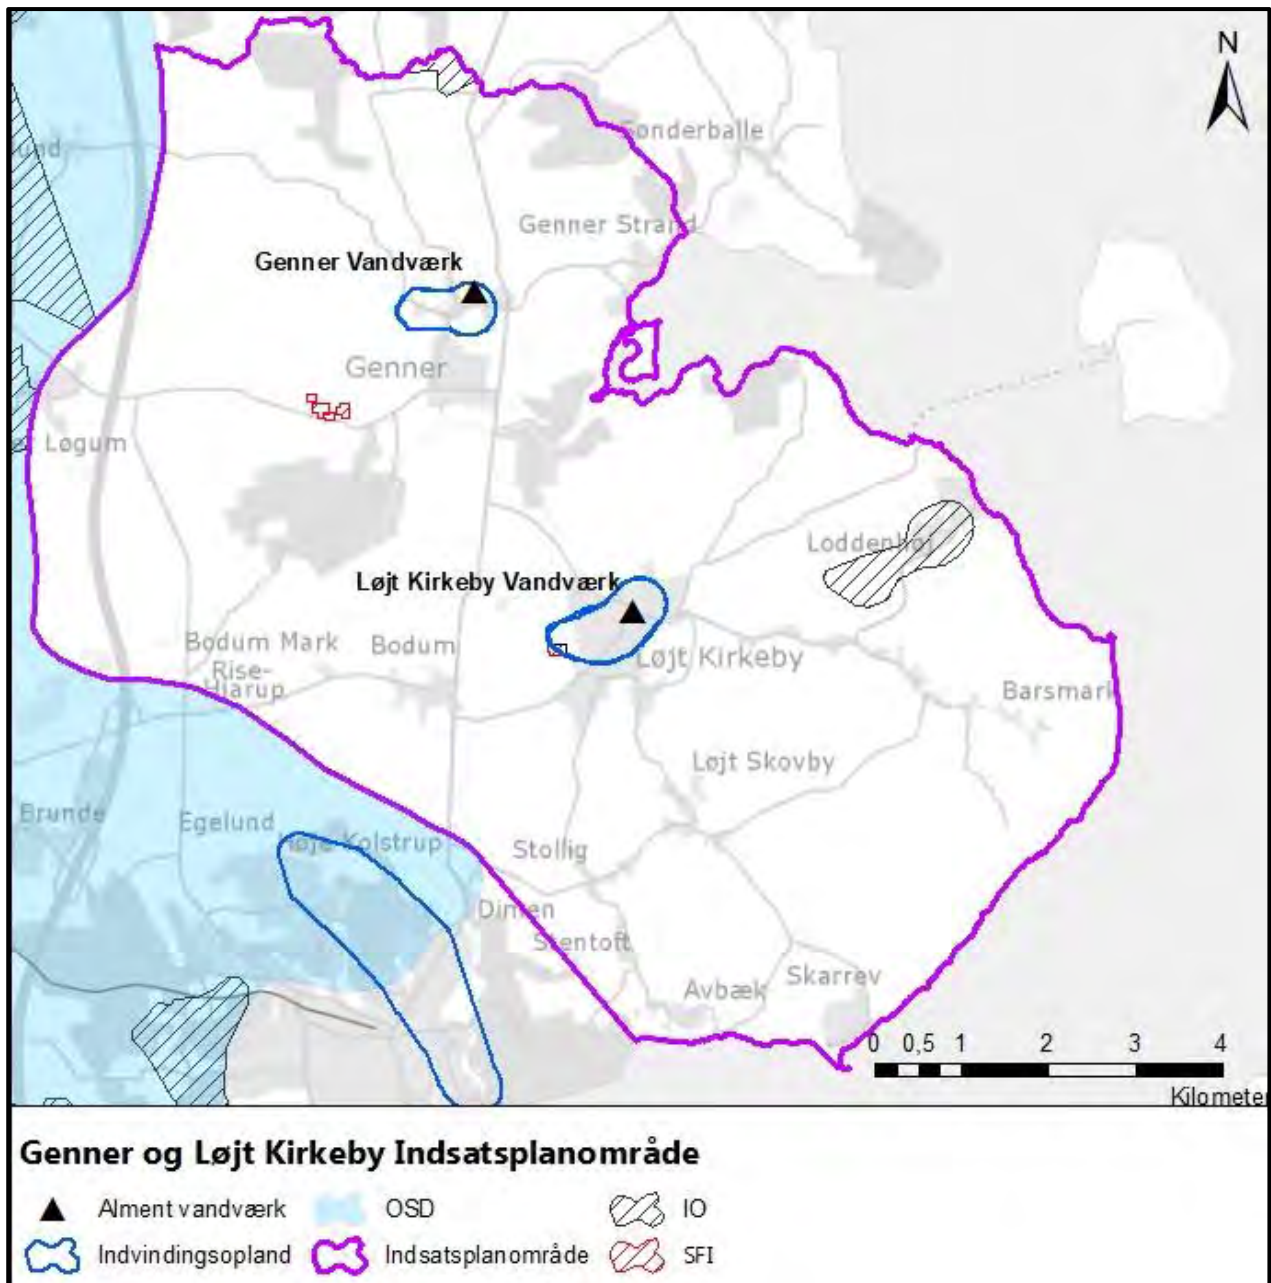 N
Sønderballe
Genner Strand
Genner Vandværk
Genner
Løgum
Loddenhøj
Løjt Kirkeby Vandværk
Bodum Mark
Bodum
Løjt Kirkeby
Rise-
Hjarup
Barsmark
Løjt Skovby
Brunde
Egelund
Høje Kolstrup
Stollig
Dimen
Stentoft
Skarrev
Avbæk
0 0,5 1 2 3 4
Kilometer
Genner og Løjt Kirkeby Indsatsplanområde
Alment vandværk OSD IO
Indvindingsopland Indsatsplanområde SFI